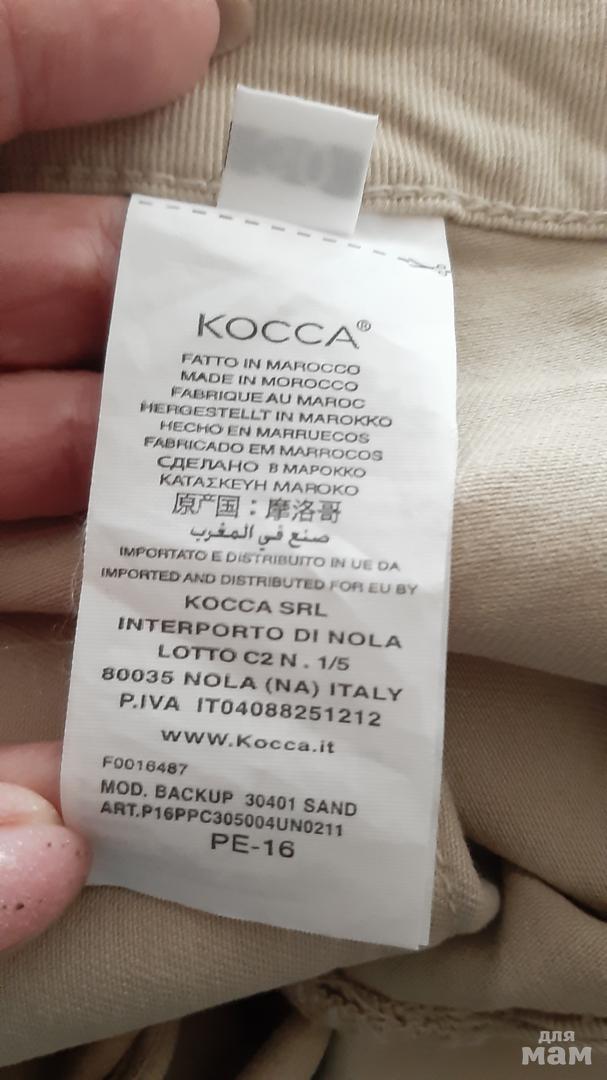 KOCCA®
FATTO IN MAROCCO
MADE IN MOROCCO
FABRIQUE AU MAROC
HERGESTELLT IN MAROKKO
HECHO EN MARRUECOS
FABRICADO EM MARROCOS
СДЕЛАНО В МАРОККО
ΚΑΤΑΣΚΕΥΗ ΜΑΡΟΚΟ
原产国：摩洛哥
صنع في المغرب
IMPORTATO E DISTRIBUITO IN UE DA
IMPORTED AND DISTRIBUTED FOR EU BY
KOCCA SRL
INTERPORTO DI NOLA
LOTTO C2 N . 1/5
80035 NOLA (NA) ITALY
P.IVA IT04088251212
www.Kocca.it
F0016487
MOD. BACKUP 30401 SAND
ART.P16PPC305004UN0211
PE-16
для
мам